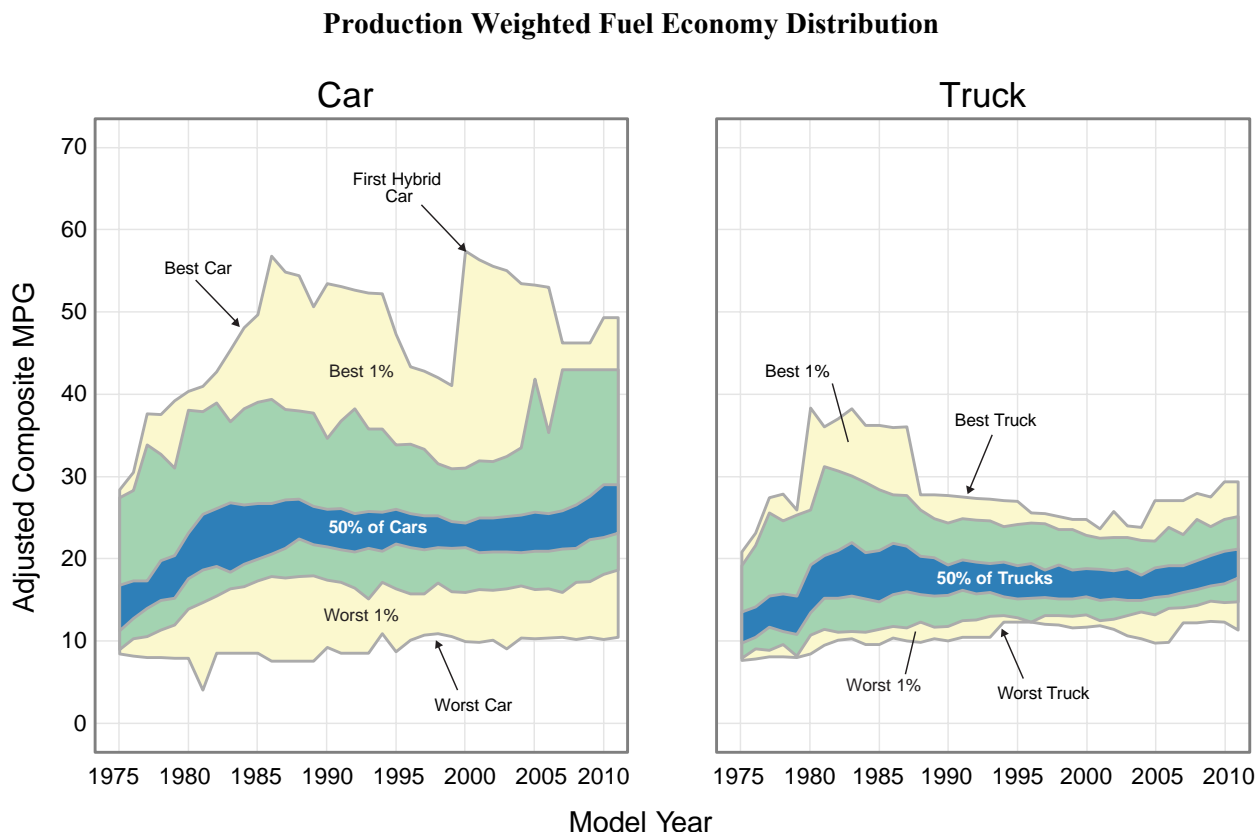 Production Weighted Fuel Economy Distribution
Car
Truck
Adjusted Composite MPG
70
60
50
40
30
20
10
0
First Hybrid
Car
Best Car
Best 1%
50% of Cars
Worst 1%
Worst Car
Best 1%
Best Truck
50% of Trucks
Worst 1%
Worst Truck
1975 1980 1985 1990 1995 2000 2005 2010
1975 1980 1985 1990 1995 2000 2005 2010
Model Year